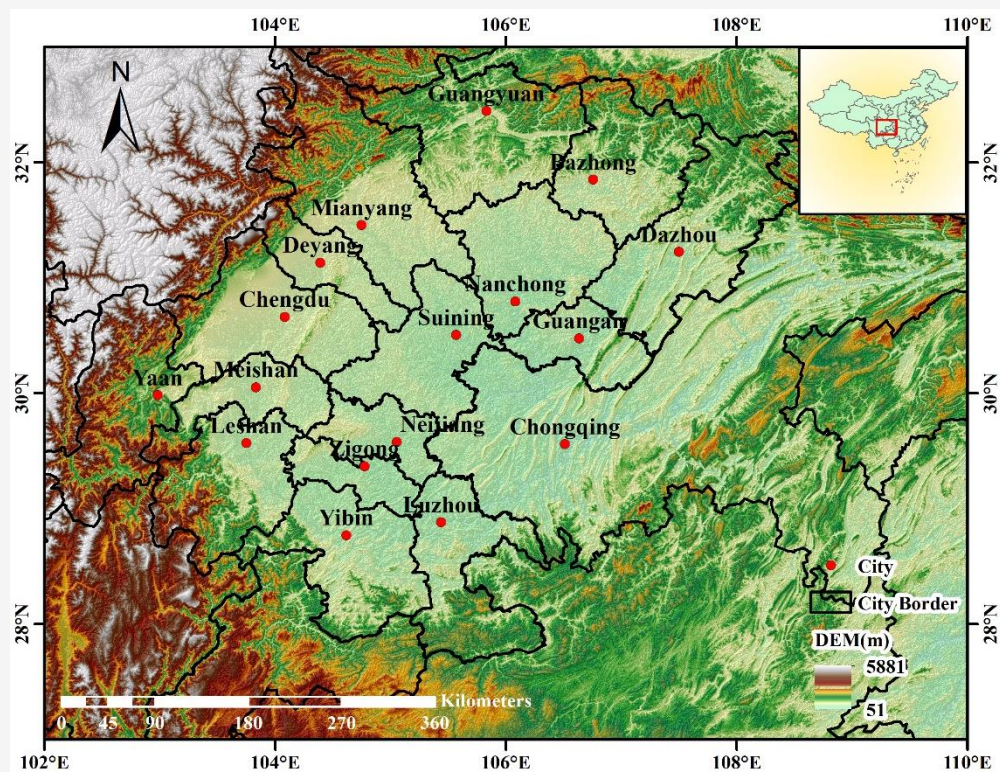 104°E 106°E 108°E 110°E
N
32°N
32°N
Guangyuan
Bazhong
Mianyang
Dazhou
Deyang
Nanchong
Chengdu
Suining
Guangan
30°N
30°N
Yaan
Meishan
Leshan
Neijiang
Chongqing
Zigong
Luzhou
Yibin
City
City Border
28°N
28°N
DEM(m)
5881
51
Kilometers
0 45 90 180 270 360
102°E 104°E 106°E 108°E 110°E